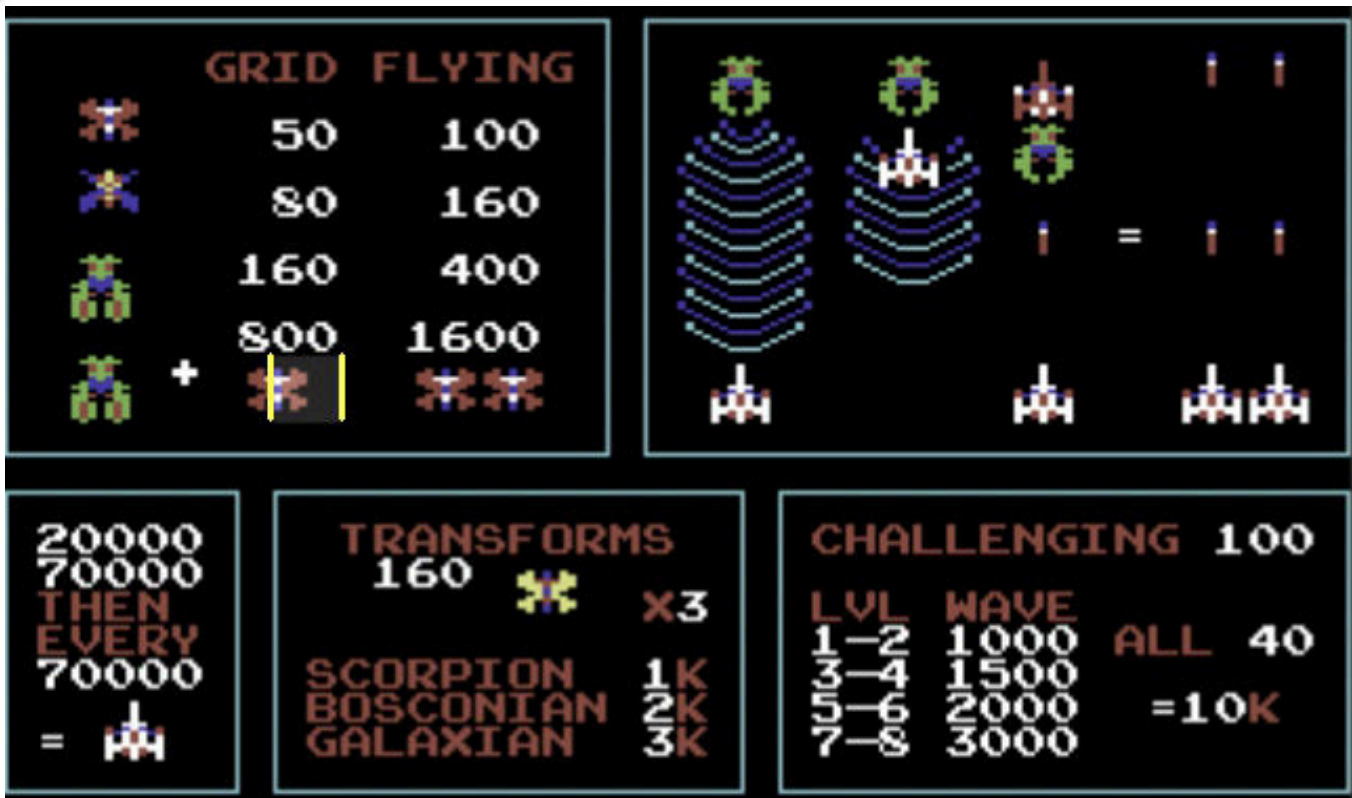 GRID FLYING
50 100
80 160
160 400
800 1600
+
=
20000
70000
THEN
EVERY
70000
=
TRANSFORMS
160
X3
SCORPION 1K
BOSCONIAN 2K
GALAXIAN 3K
CHALLENGING 100
LVL WAVE
1-2 1000 ALL 40
3-4 1500
5-6 2000 =10K
7-8 3000